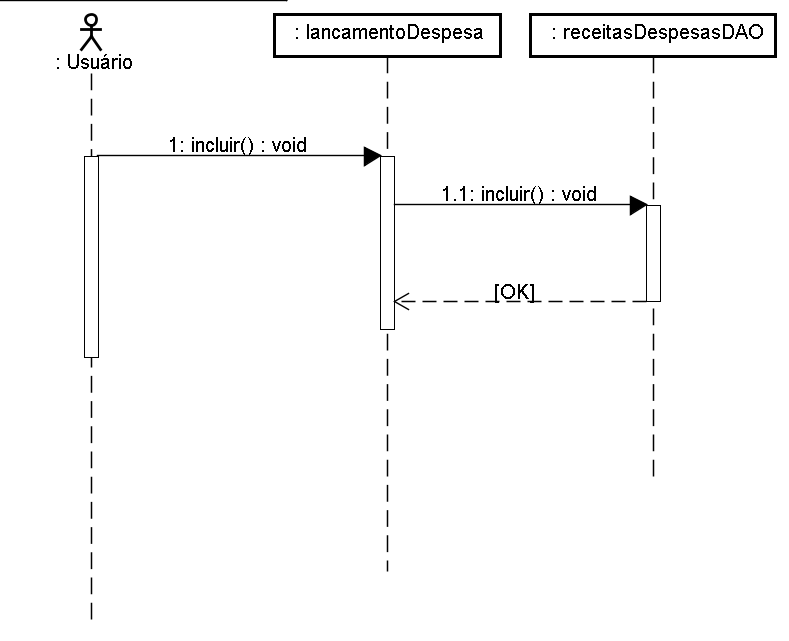 : Usuário
: lancamentoDespesa
: receitasDespesasDAO
1: incluir() : void
1.1: incluir() : void
[OK]